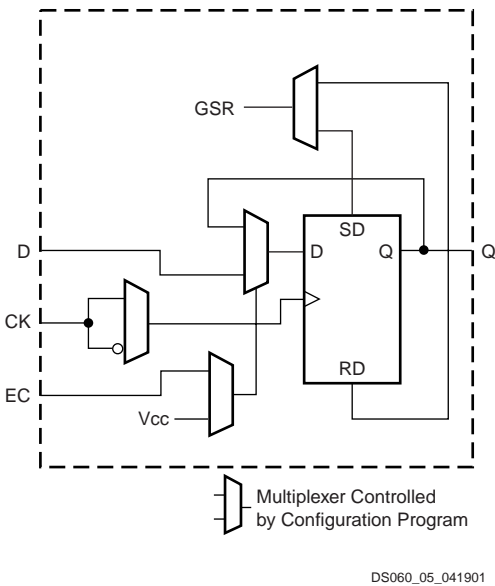 GSR
SD
D
D
Q
Q
CK
RD
EC
Vcc
Multiplexer Controlled
by Configuration Program
DS060_05_041901